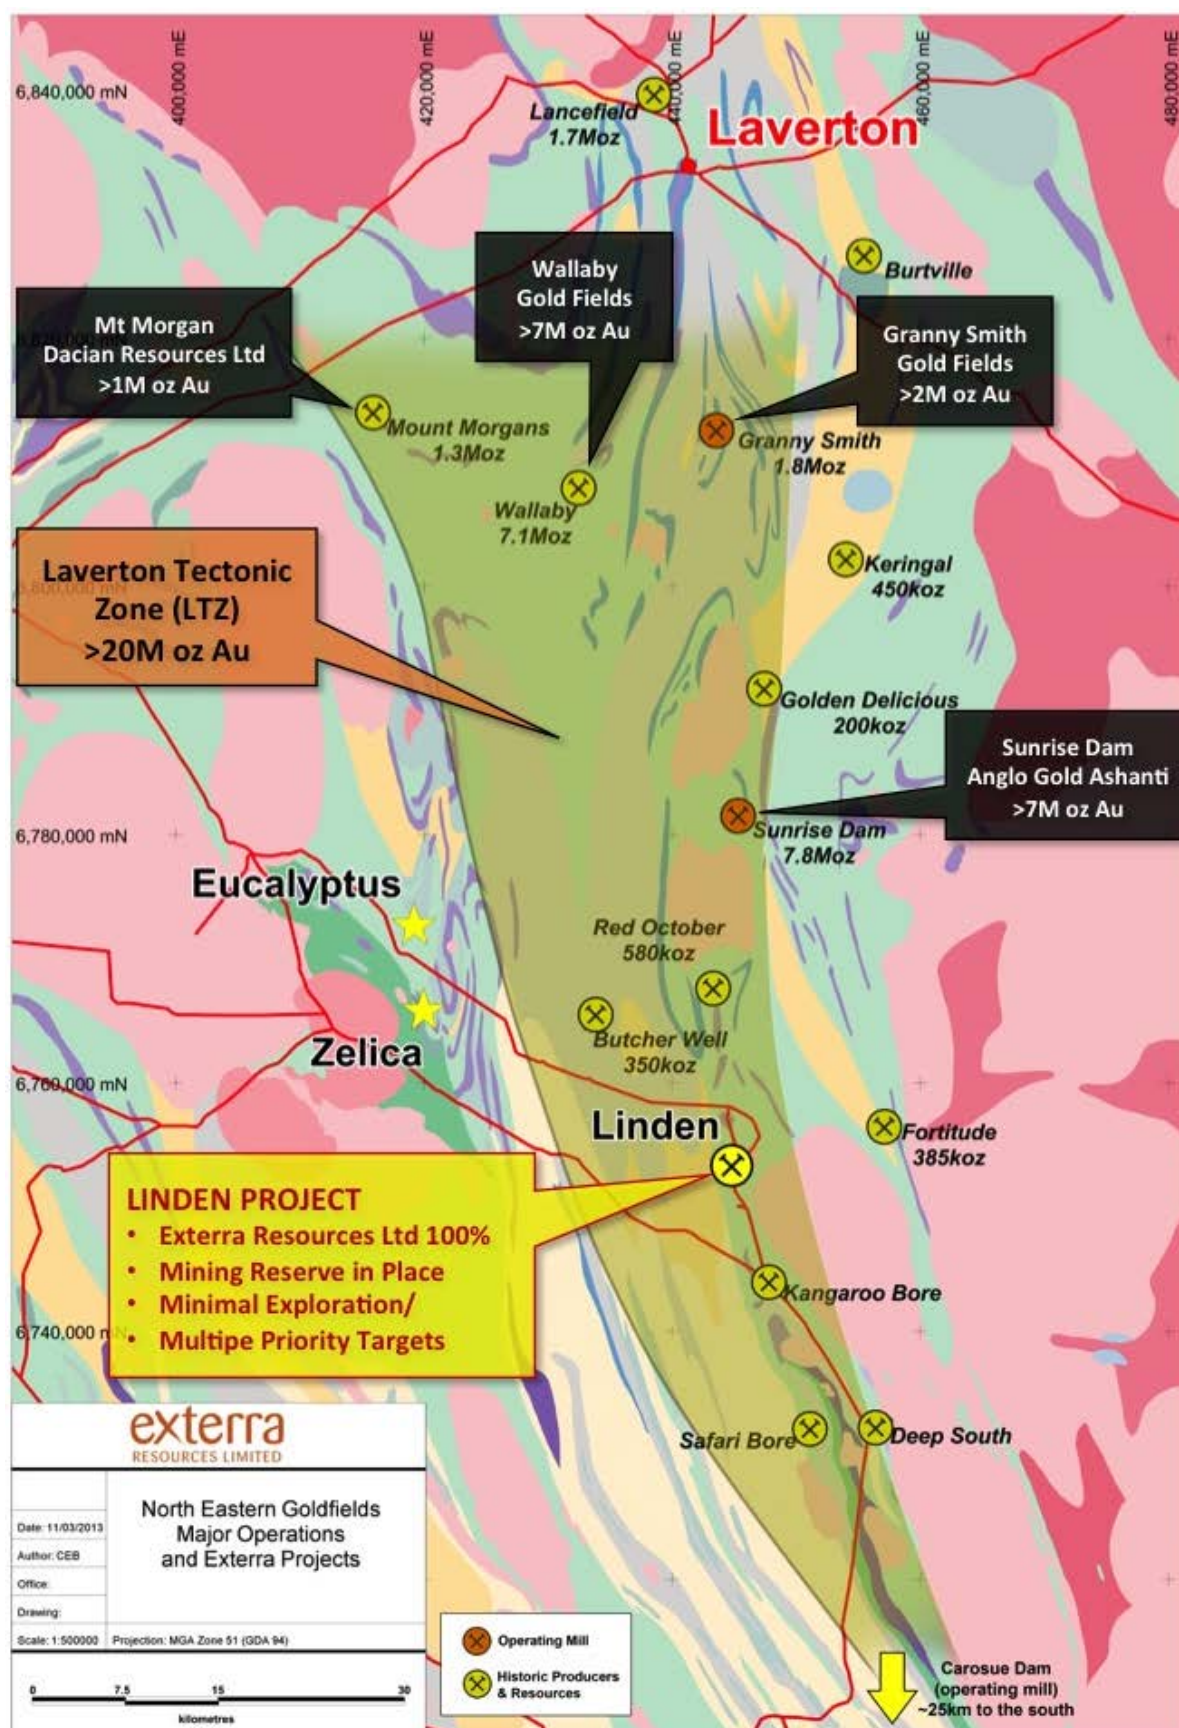 6,840,000 mN
400,000 mE
420,000 mE
440,000 mE
460,000 mE
480,000 mE
Lancefield
1.7Moz
Laverton
Burtville
Wallaby
Gold Fields
>7M oz Au
Mt Morgan
Dacian Resources Ltd
>1M oz Au
Granny Smith
Gold Fields
>2M oz Au
Mount Morgans
1.3Moz
Granny Smith
1.8Moz
Wallaby
7.1Moz
Laverton Tectonic
Zone (LTZ)
>20M oz Au
Keringal
450koz
Golden Delicious
200koz
Sunrise Dam
Anglo Gold Ashanti
>7M oz Au
6,780,000 mN
Sunrise Dam
7.8Moz
Eucalyptus
Red October
580koz
Zelica
Butcher Well
350koz
6,760,000 mN
Linden
Fortitude
385koz
LINDEN PROJECT
• Exterra Resources Ltd 100%
• Mining Reserve in Place
• Minimal Exploration/
• Multipe Priority Targets
Kangaroo Bore
6,740,000 mN
Safari Bore
Deep South
exterra
RESOURCES LIMITED
North Eastern Goldfields
Major Operations
and Exterra Projects
Date: 11/03/2013
Author: CEB
Office:
Drawing:
Scale: 1:500000
Projection: MGA Zone 51 (GDA 94)
0 7.5 15 30
kilometres
Operating Mill
Historic Producers
& Resources
Carosue Dam
(operating mill)
~25km to the south